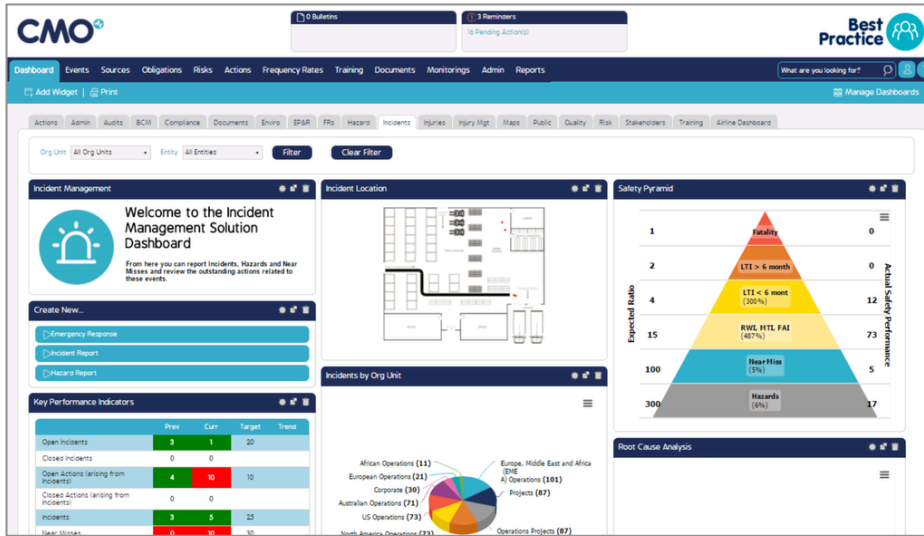 CMO
0 Bulletins
3 Reminders
16 Pending Action(s)
Best
Practice
Dashboard Events Sources Obligations Risks Actions Frequency Rates Training Documents Monitorings Admin Reports
What are you looking for?
Add Widget | Print
Manage Dashboards
Actions Admin Audits BCM Compliance Documents Enviro EP&R FRs Hazard Incidents Injuries Injury Mgt Maps Public Quality Risk Stakeholders Training Airline Dashboard
Org Unit All Org Units Entity All Entities Filter Clear Filter
Incident Management
Welcome to the Incident
Management Solution
Dashboard
From here you can report Incidents, Hazards and Near
Misses and review the outstanding actions related to
these events.
Create New...
Emergency Response
Incident Report
Hazard Report
Key Performance Indicators
Prev Curr Target Trend
Open Incidents 3 1 20
Closed Incidents 0 0
Open Actions (arising from
Incidents) 4 10 10
Closed Actions (arising from
Incidents) 0 0
Incidents 3 5 25
Near Misses 0 10 30
Incident Location
Incidents by Org Unit
African Operations (11)
European Operations (21)
Corporate (30)
Australian Operations (71)
US Operations (73)
North America Operations (73)
Europe, Middle East and Africa
(EME
A) Operations (101)
Projects (87)
Operations Projects (87)
Safety Pyramid
Expected Ratio
Actual Safety Performance
1 Fatality 0
2 LTI > 6 month 0
4 LTI < 6 mont 12
(300%)
15 RWI, MTI, FAI 73
(487%)
100 Near Miss 5
(5%)
300 Hazards 17
(6%)
Root Cause Analysis